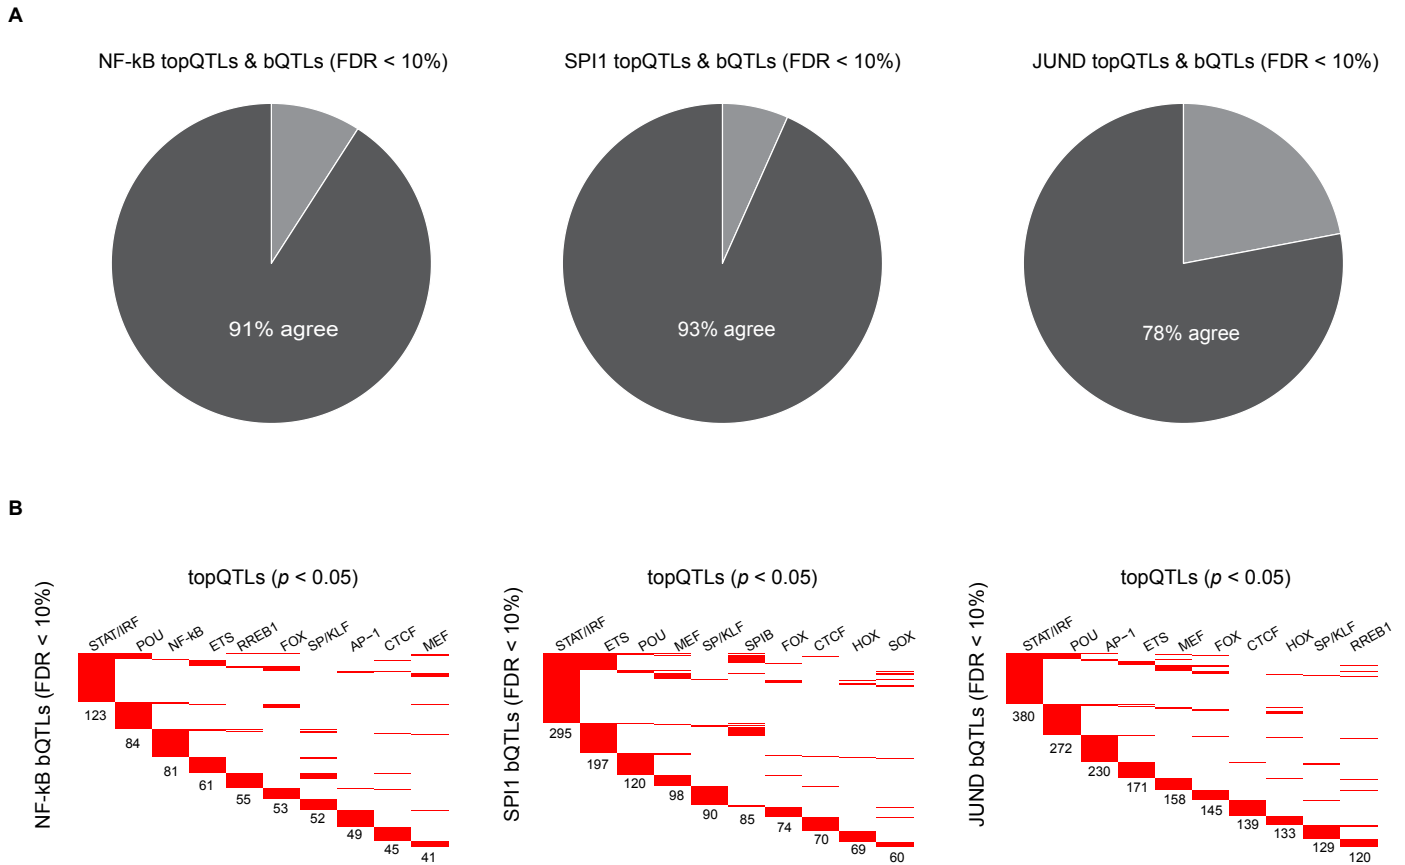 A
NF-kB topQTLs & bQTLs (FDR < 10%)
SPI1 topQTLs & bQTLs (FDR < 10%)
JUND topQTLs & bQTLs (FDR < 10%)
91% agree
93% agree
78% agree
B
NF-kB bQTLs (FDR < 10%)
topQTLs (p < 0.05)
STAT/IRF POU NF-kB ETS RREB1 FOX SP/KLF AP−1 CTCF MEF
123
84
81
61
55
53
52
49
45
41
SPI1 bQTLs (FDR < 10%)
topQTLs (p < 0.05)
STAT/IRF ETS POU MEF SP/KLF SPIB FOX CTCF HOX SOX
295
197
120
98
90
85
74
70
69
60
JUND bQTLs (FDR < 10%)
topQTLs (p < 0.05)
STAT/IRF POU AP−1 ETS MEF FOX CTCF HOX SP/KLF RREB1
380
272
230
171
158
145
139
133
129
120